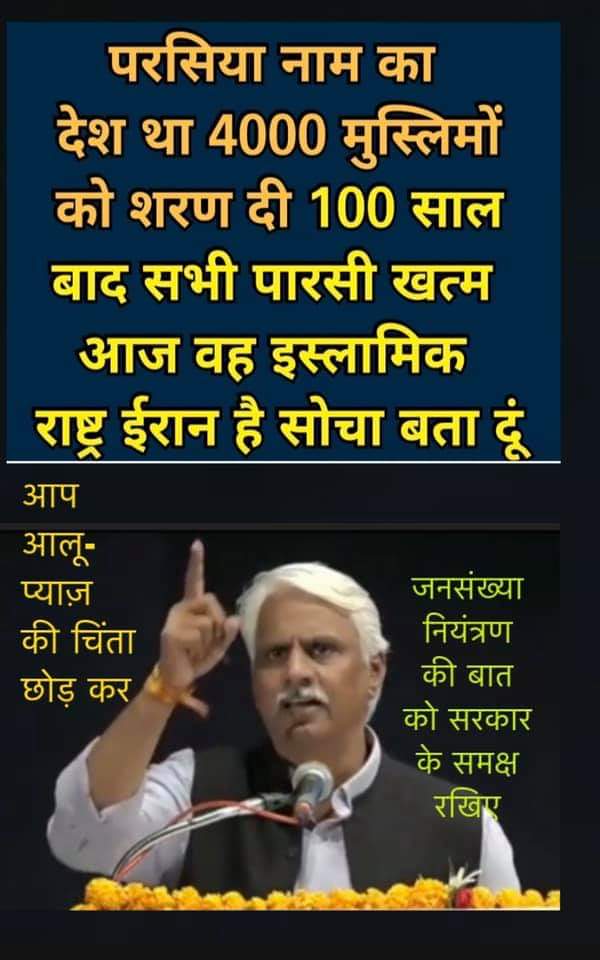 परसिया नाम का
देश था 4000 मुस्लिमों
को शरण दी 100 साल
बाद सभी पारसी खत्म
आज वह इस्लामिक
राष्ट्र ईरान है सोचा बता दूं
आप
आलू-
प्याज़
की चिंता
छोड़ कर
जनसंख्या
नियंत्रण
की बात
को सरकार
के समक्ष
रखिए